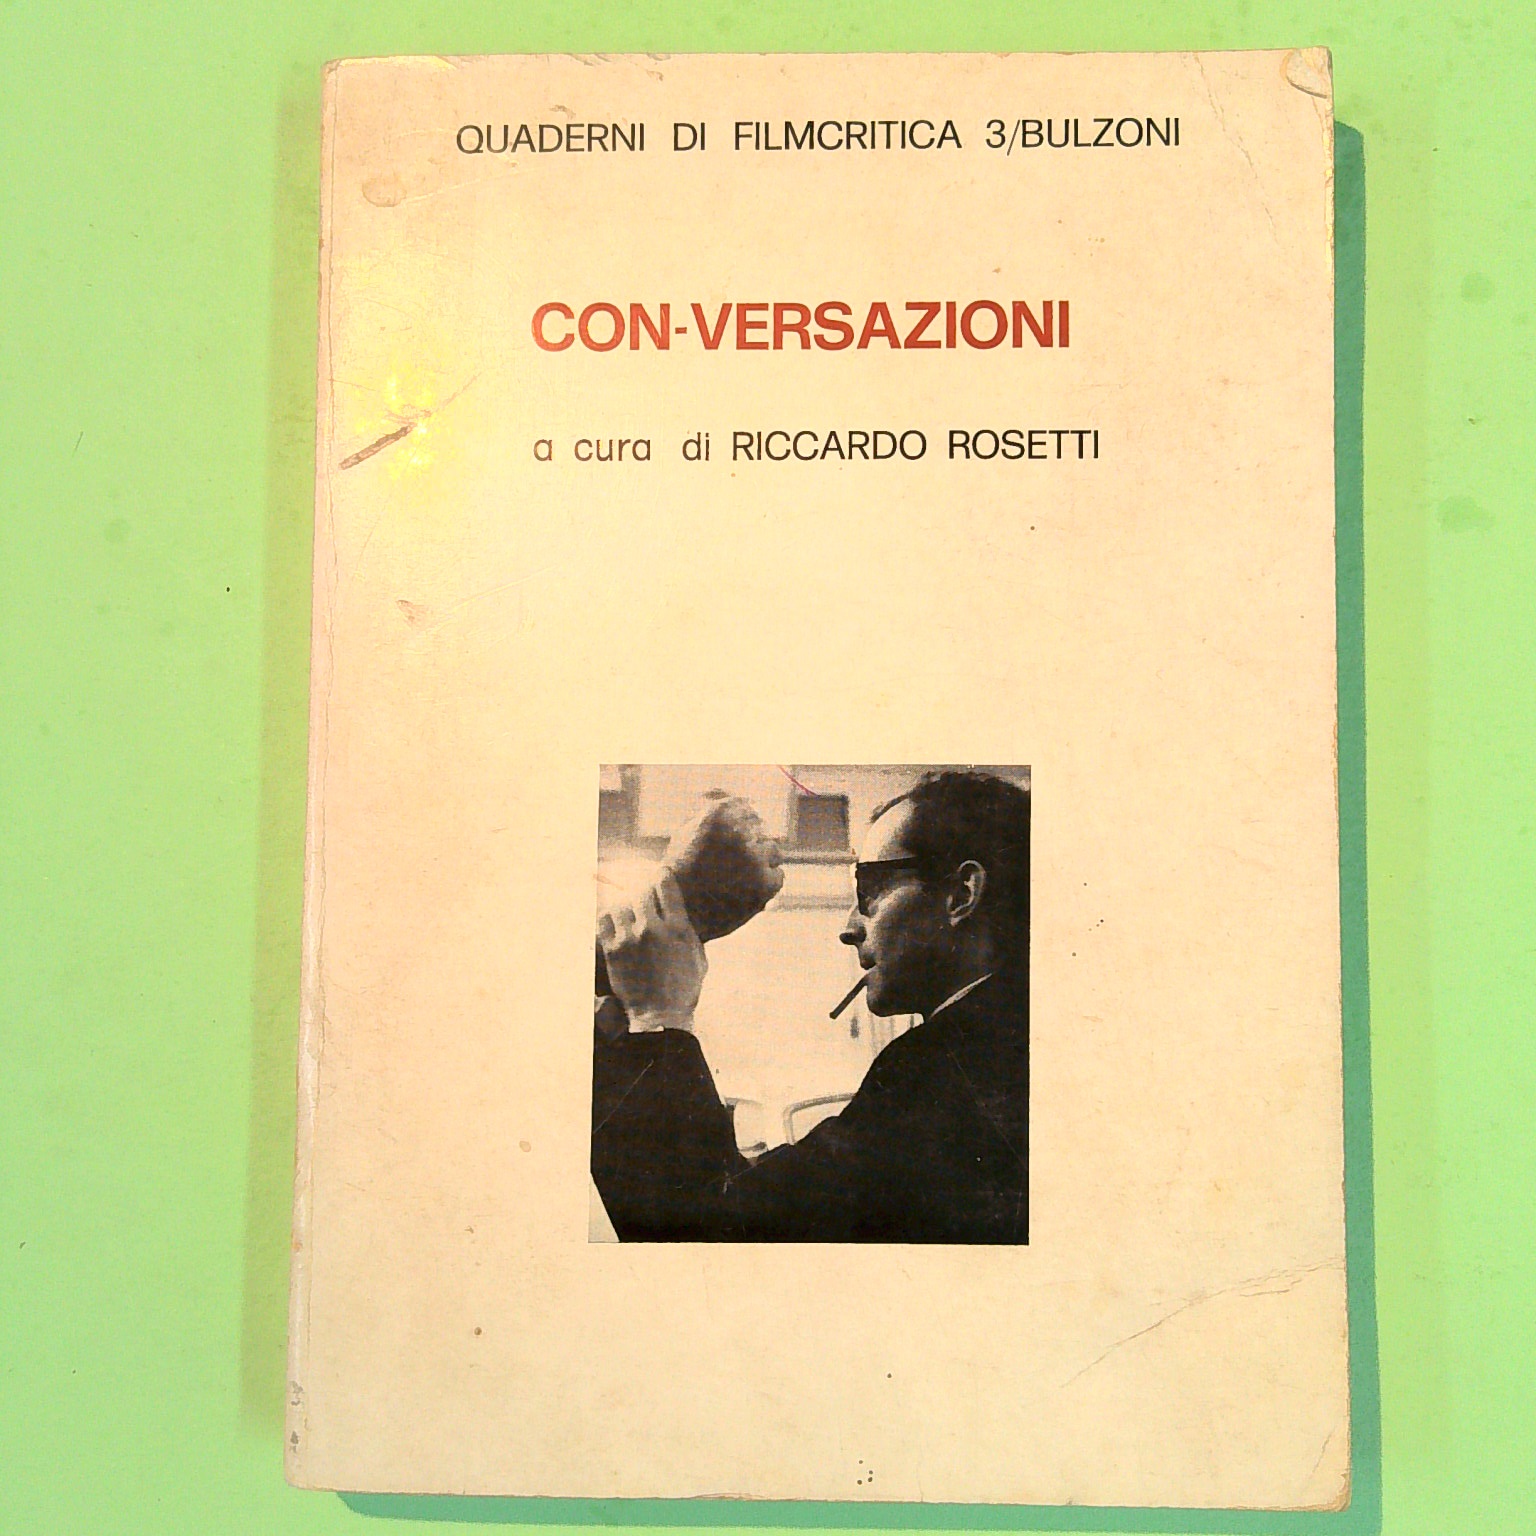 QUADERNI DI FILMCRITICA 3/BULZONI
CON-VERSAZIONI
a cura di RICCARDO ROSETTI